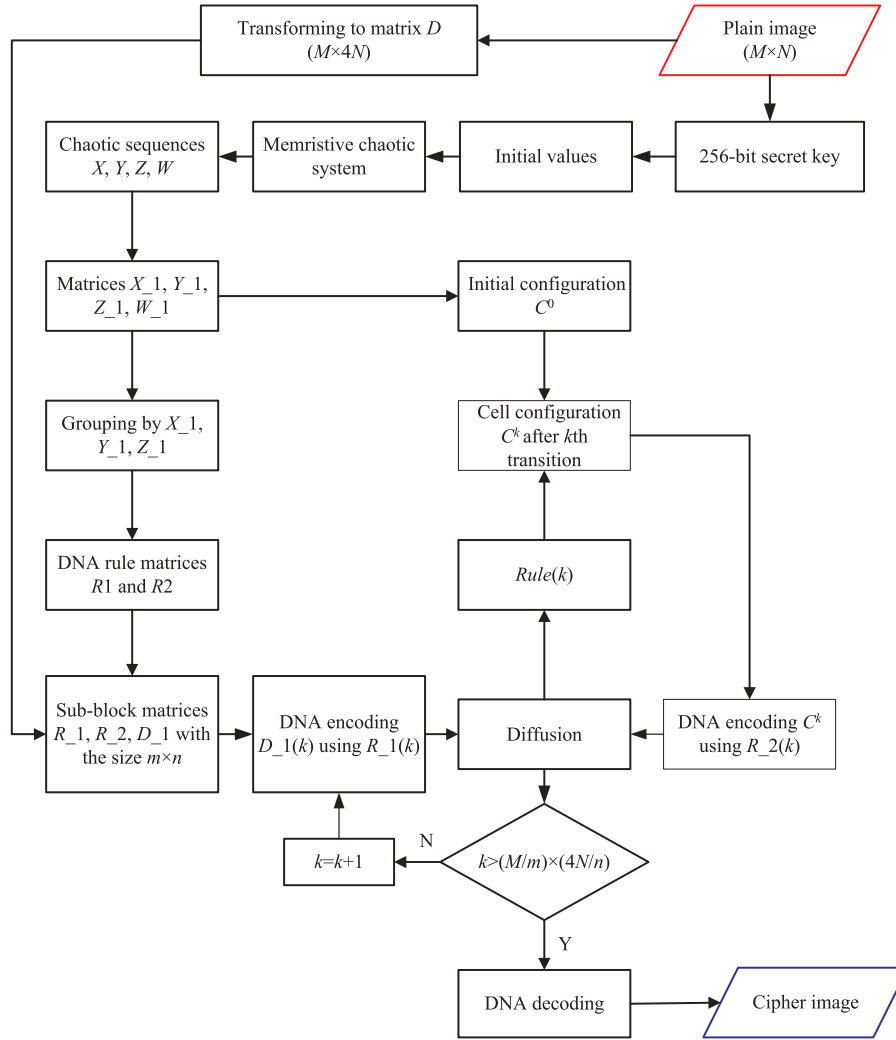 Transforming to matrix D
(M×4N)
Plain image
(M×N)
Chaotic sequences
X, Y, Z, W
Memristive chaotic
system
Initial values
256-bit secret key
Matrices X_1, Y_1,
Z_1, W_1
Initial configuration
C⁰
Grouping by X_1,
Y_1, Z_1
Cell configuration
Cᵏ after kth
transition
DNA rule matrices
R1 and R2
Rule(k)
Sub-block matrices
R_1, R_2, D_1 with
the size m×n
DNA encoding
D_1(k) using R_1(k)
Diffusion
DNA encoding Cᵏ
using R_2(k)
N
k=k+1
k>(M/m)×(4N/n)
Y
DNA decoding
Cipher image